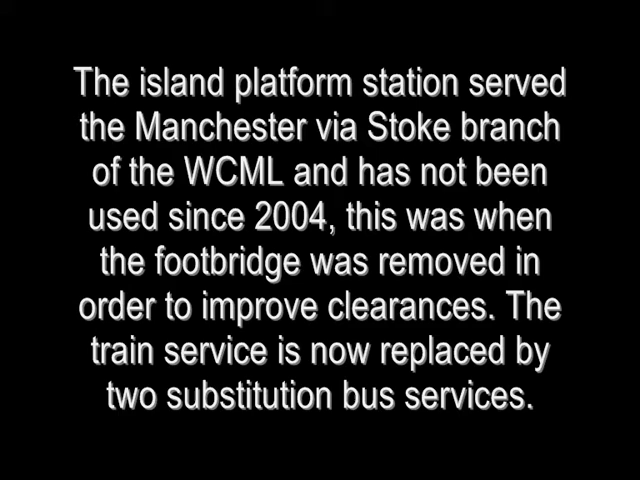 The island platform station served
the Manchester via Stoke branch
of the WCML and has not been
used since 2004, this was when
the footbridge was removed in
order to improve clearances. The
train service is now replaced by
two substitution bus services.